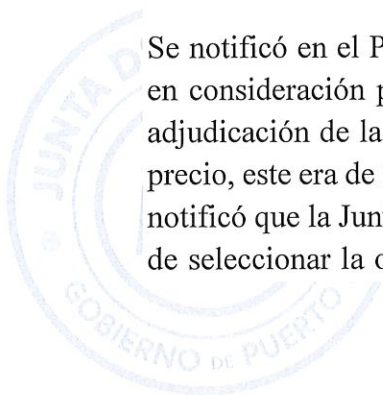 Se notificó en el P
en consideración p
adjudicación de la
precio, este era de
notificó que la Jun
de seleccionar la
JUNTA D
GOBIERNO DE PUERTO